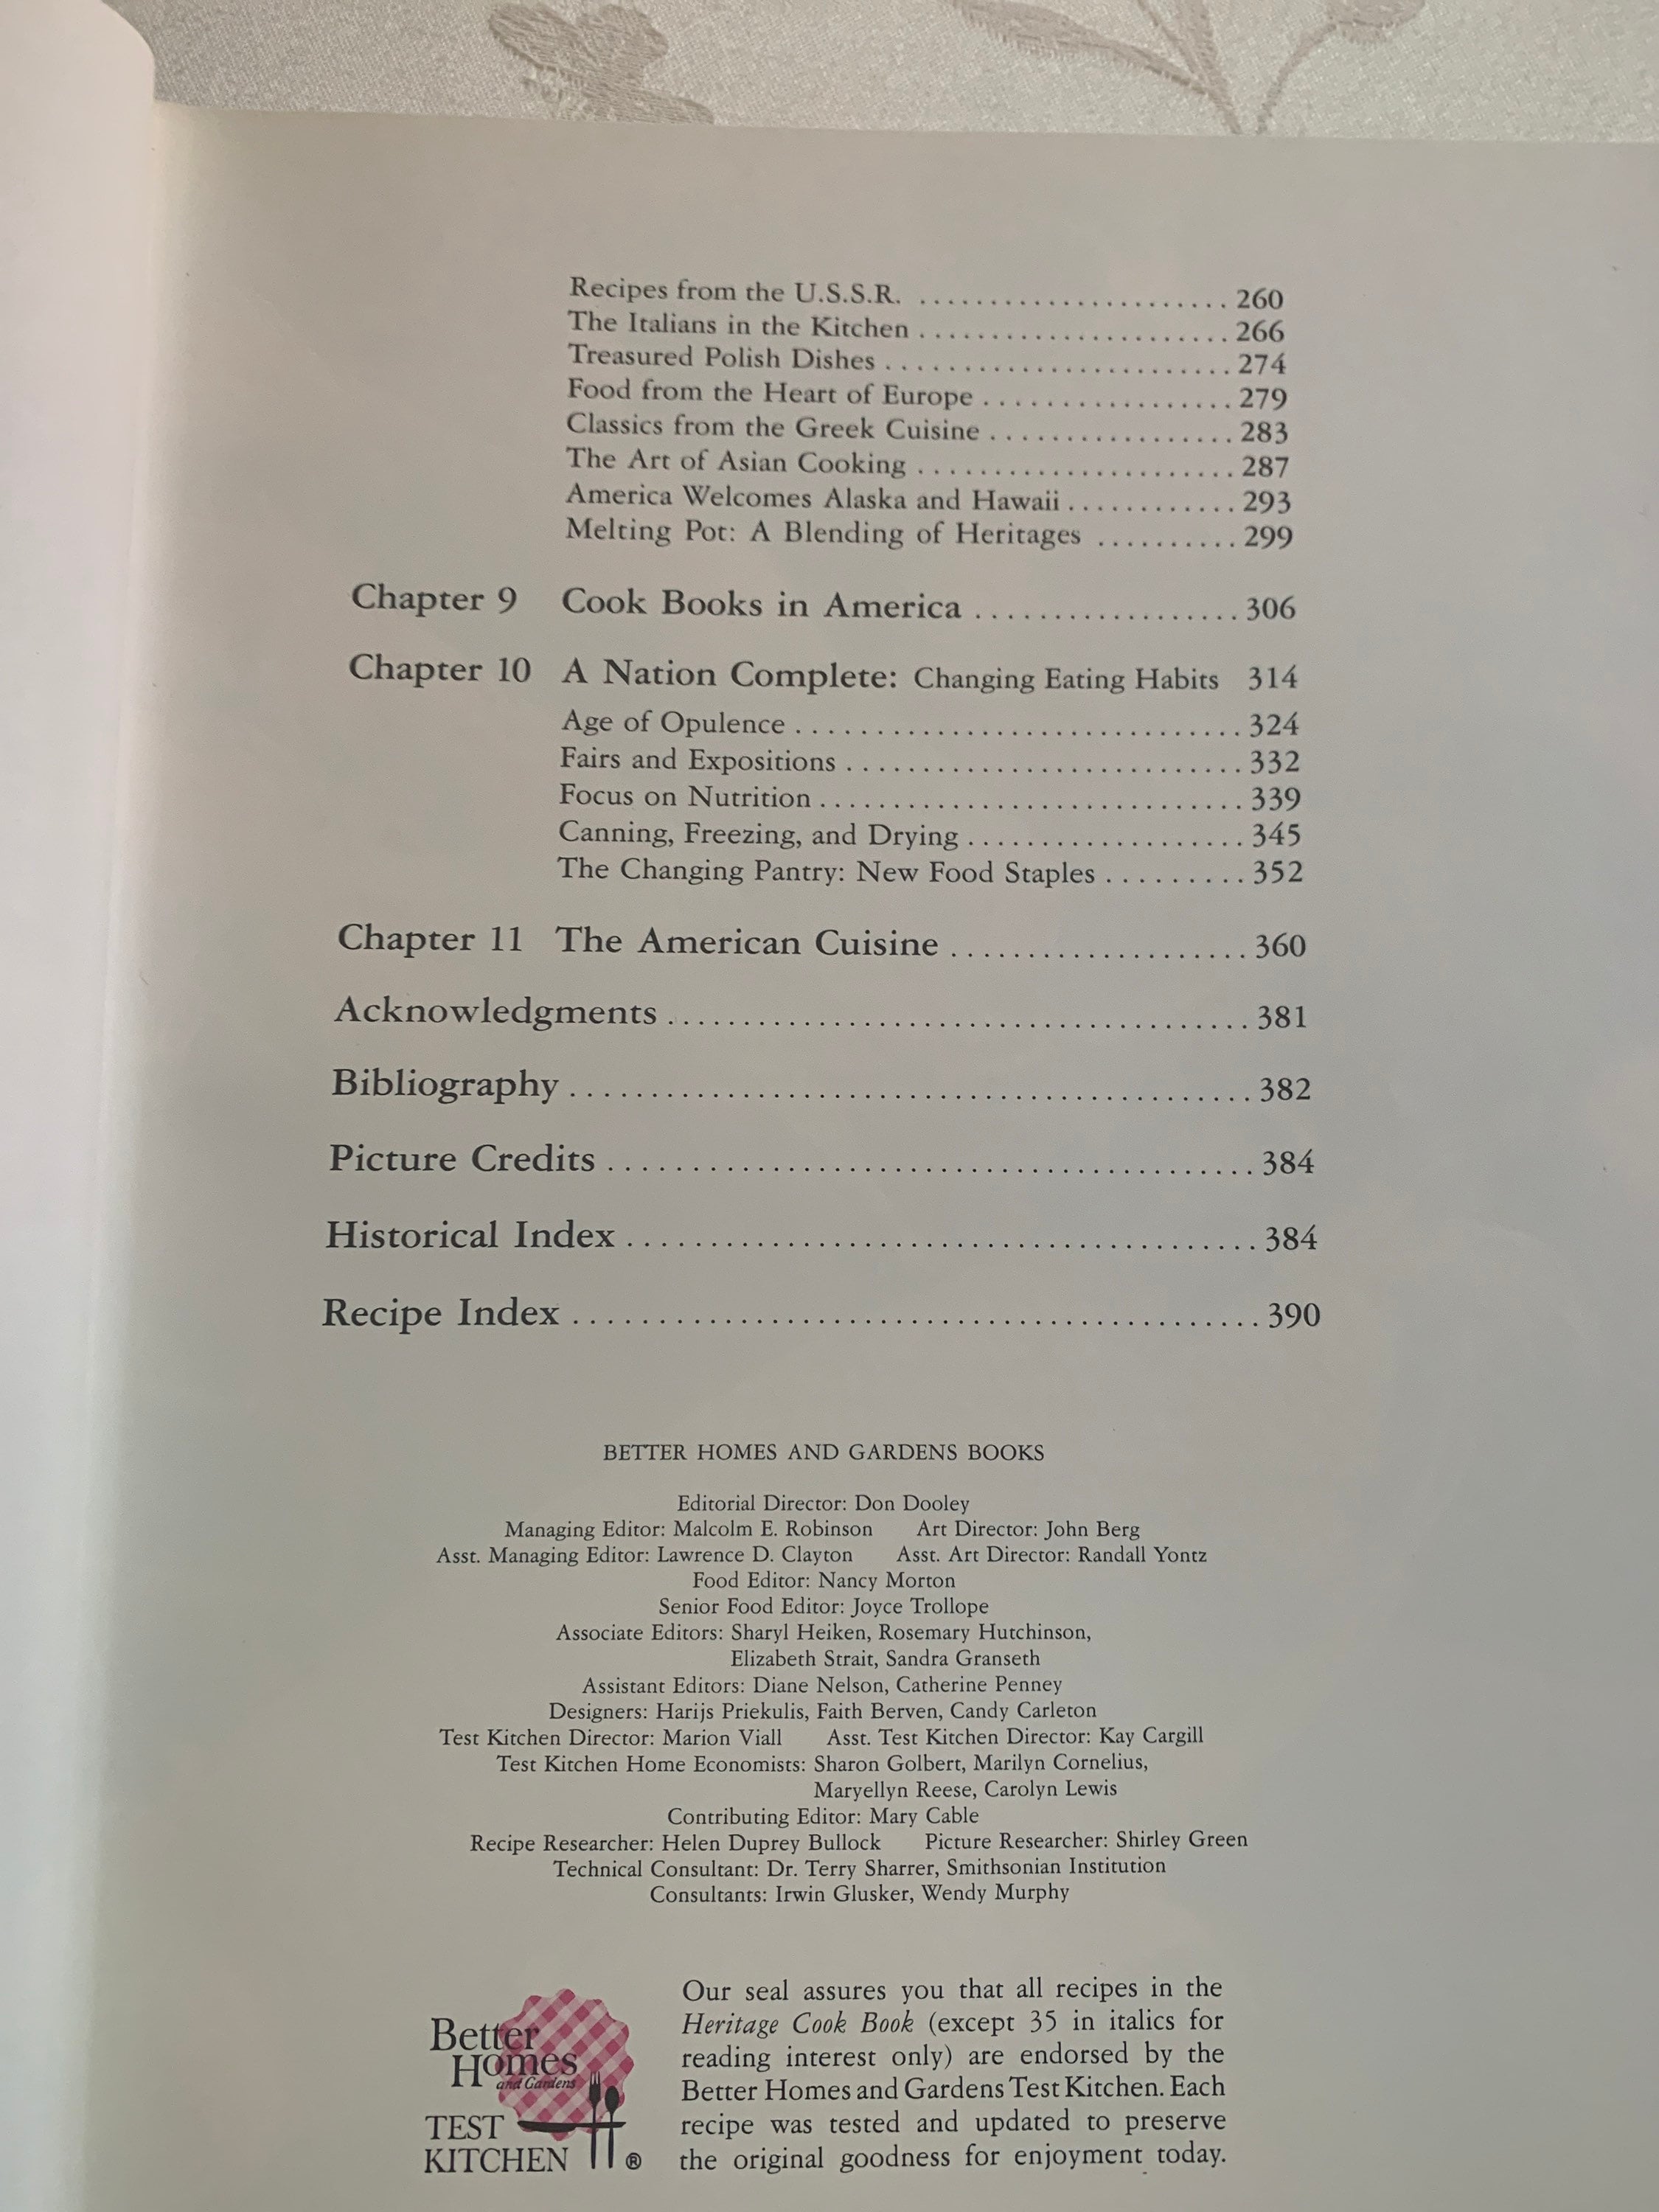 Recipes from the U.S.S.R. ...................... 260
The Italians in the Kitchen ...................... 266
Treasured Polish Dishes ........................ 274
Food from the Heart of Europe ................. 279
Classics from the Greek Cuisine ................. 283
The Art of Asian Cooking ...................... 287
America Welcomes Alaska and Hawaii ............ 293
Melting Pot: A Blending of Heritages .......... 299
Chapter 9 Cook Books in America .................. 306
Chapter 10 A Nation Complete: Changing Eating Habits 314
Age of Opulence ............................... 324
Fairs and Expositions ........................... 332
Focus on Nutrition ............................. 339
Canning, Freezing, and Drying ................... 345
The Changing Pantry: New Food Staples ......... 352
Chapter 11 The American Cuisine .................... 360
Acknowledgments ...................................... 381
Bibliography ........................................... 382
Picture Credits ....................................... 384
Historical Index ...................................... 384
Recipe Index .......................................... 390
BETTER HOMES AND GARDENS BOOKS
Editorial Director: Don Dooley
Managing Editor: Malcolm E. Robinson Art Director: John Berg
Asst. Managing Editor: Lawrence D. Clayton Asst. Art Director: Randall Yontz
Food Editor: Nancy Morton
Senior Food Editor: Joyce Trollope
Associate Editors: Sharyl Heiken, Rosemary Hutchinson,
Elizabeth Strait, Sandra Granseth
Assistant Editors: Diane Nelson, Catherine Penney
Designers: Harijs Priekulis, Faith Berven, Candy Carleton
Test Kitchen Director: Marion Viall Asst. Test Kitchen Director: Kay Cargill
Test Kitchen Home Economists: Sharon Golbert, Marilyn Cornelius,
Maryellyn Reese, Carolyn Lewis
Contributing Editor: Mary Cable
Recipe Researcher: Helen Duprey Bullock Picture Researcher: Shirley Green
Technical Consultant: Dr. Terry Sharrer, Smithsonian Institution
Consultants: Irwin Glusker, Wendy Murphy
Better
Homes
and Gardens
TEST
KITCHEN ®
Our seal assures you that all recipes in the
Heritage Cook Book (except 35 in italics for
reading interest only) are endorsed by the
Better Homes and Gardens Test Kitchen. Each
recipe was tested and updated to preserve
the original goodness for enjoyment today.